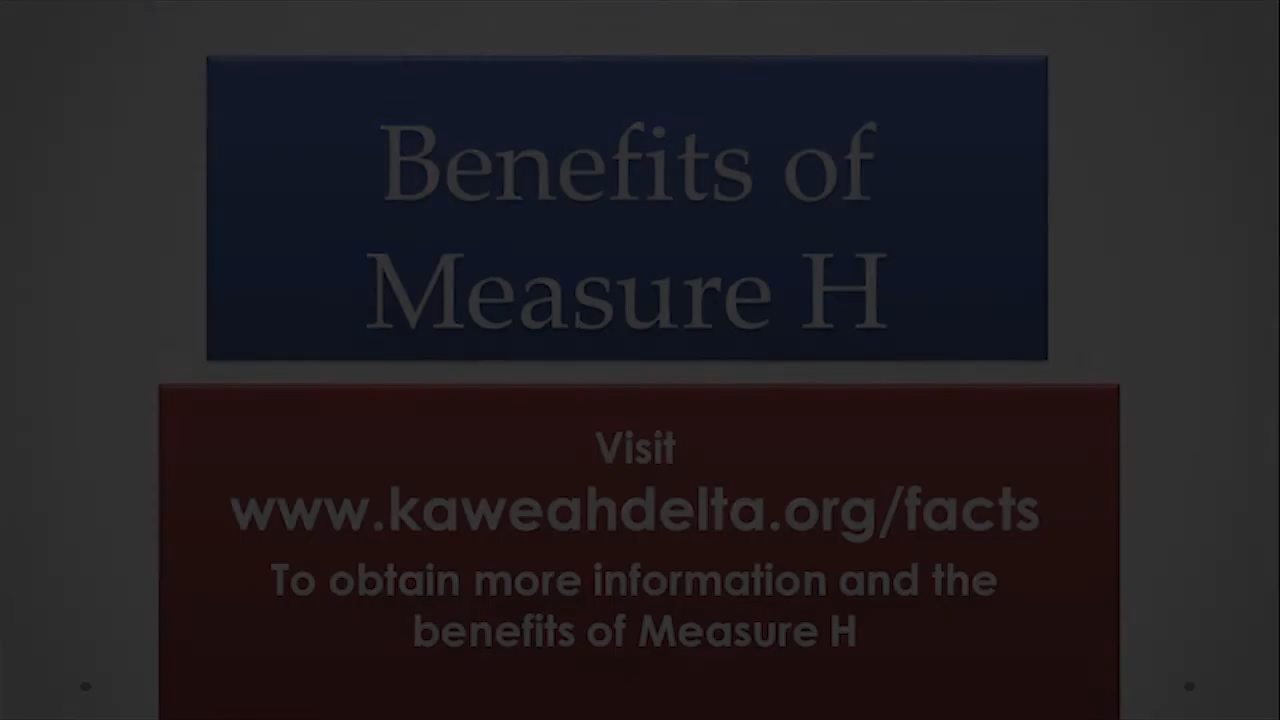 Benefits of
Measure H
Visit
www.kaweahdelta.org/facts
To obtain more information and the
benefits of Measure H